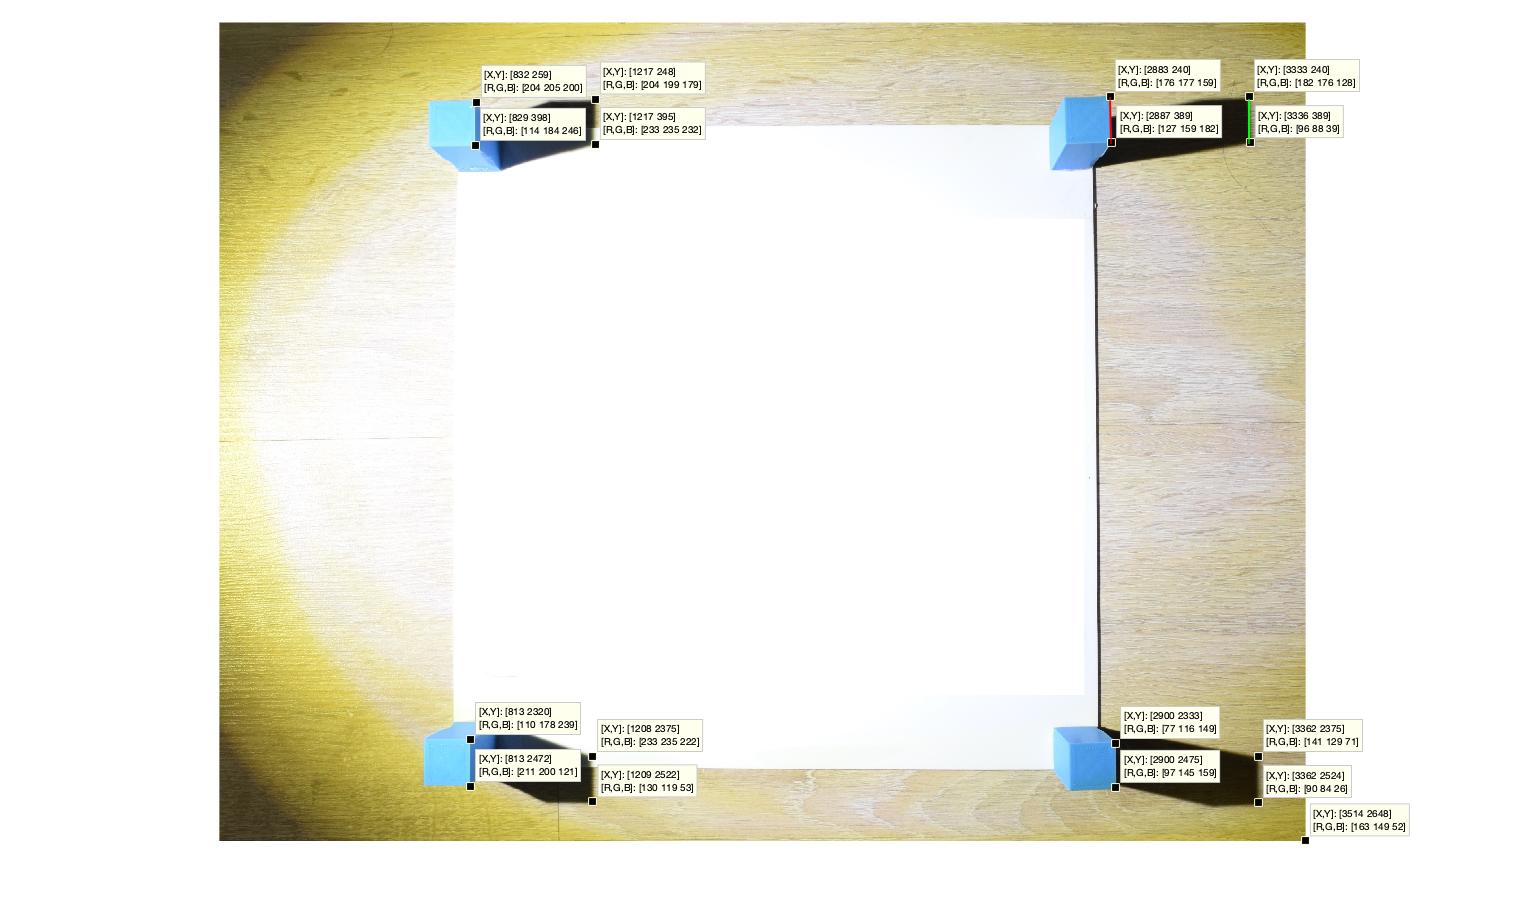 [X,Y]: [832 259]
[R,G,B]: [204 205 200]
[X,Y]: [1217 248]
[R,G,B]: [204 199 179]
[X,Y]: [2883 240]
[R,G,B]: [176 177 159]
[X,Y]: [3333 240]
[R,G,B]: [182 176 128]
[X,Y]: [829 398]
[R,G,B]: [114 184 246]
[X,Y]: [1217 395]
[R,G,B]: [233 235 232]
[X,Y]: [2887 389]
[R,G,B]: [127 159 182]
[X,Y]: [3336 389]
[R,G,B]: [96 88 39]
[X,Y]: [813 2320]
[R,G,B]: [110 178 239]
[X,Y]: [1208 2375]
[R,G,B]: [233 235 222]
[X,Y]: [2900 2333]
[R,G,B]: [77 116 149]
[X,Y]: [3362 2375]
[R,G,B]: [141 129 71]
[X,Y]: [813 2472]
[R,G,B]: [211 200 121]
[X,Y]: [1209 2522]
[R,G,B]: [130 119 53]
[X,Y]: [2900 2475]
[R,G,B]: [97 145 159]
[X,Y]: [3362 2524]
[R,G,B]: [90 84 26]
[X,Y]: [3514 2648]
[R,G,B]: [163 149 52]